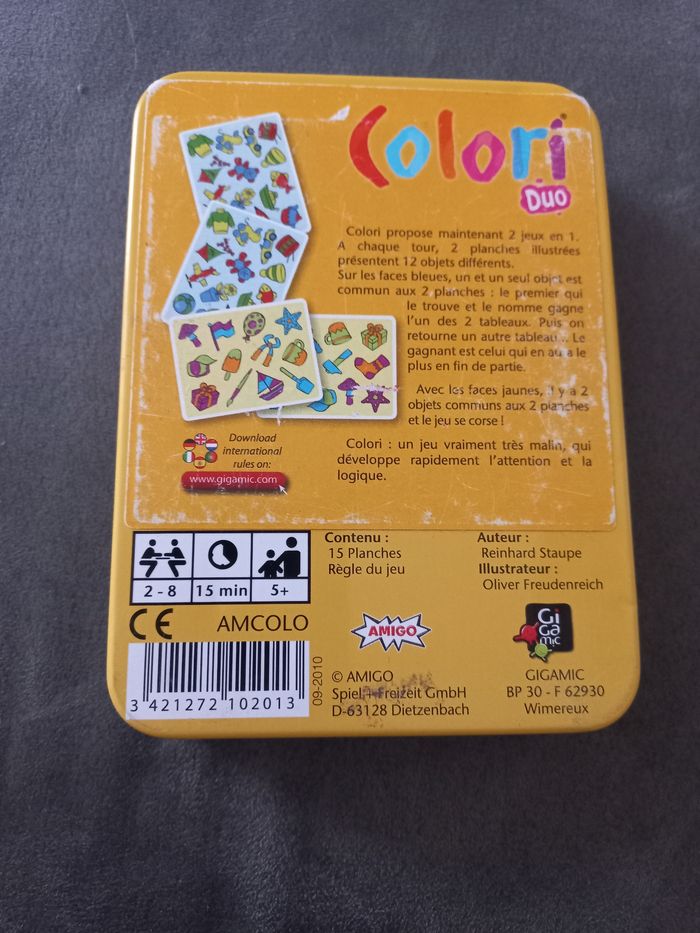 Colori
Duo
Colori propose maintenant 2 jeux en 1.
A chaque tour, 2 planches illustrées
présentent 12 objets différents.
Sur les faces bleues, un et un seul objet est
commun aux 2 planches : le premier qui
le trouve et le nomme gagne
l'un des 2 tableaux. Puis on
retourne un autre tableau. Le
gagnant est celui qui en a le
plus en fin de partie.
Avec les faces jaunes, il y a 2
objets communs aux 2 planches
et le jeu se corse !
Colori : un jeu vraiment très malin, qui
développe rapidement l'attention et la
logique.
Download
international
rules on:
www.gigamic.com
2 - 8
15 min
5+
Contenu :
15 Planches
Règle du jeu
Auteur :
Reinhard Staupe
Illustrateur :
Oliver Freudenreich
CE
AMCOLO
3 421272 102013
09-2010
AMIGO
© AMIGO
Spiel + Freizeit GmbH
D-63128 Dietzenbach
Gi
Ga
mic
GIGAMIC
BP 30 - F 62930
Wimereux